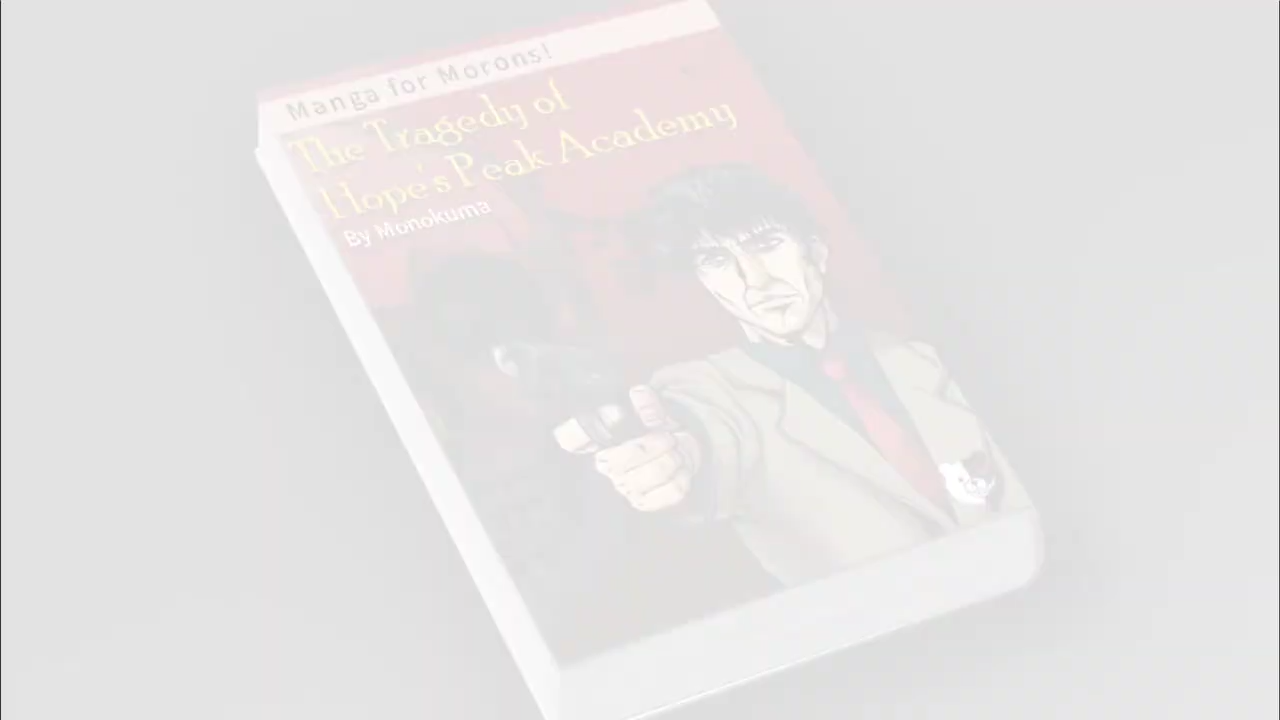 Manga for Morons!
The Tragedy of
Hope's Peak Academy
By Monokuma